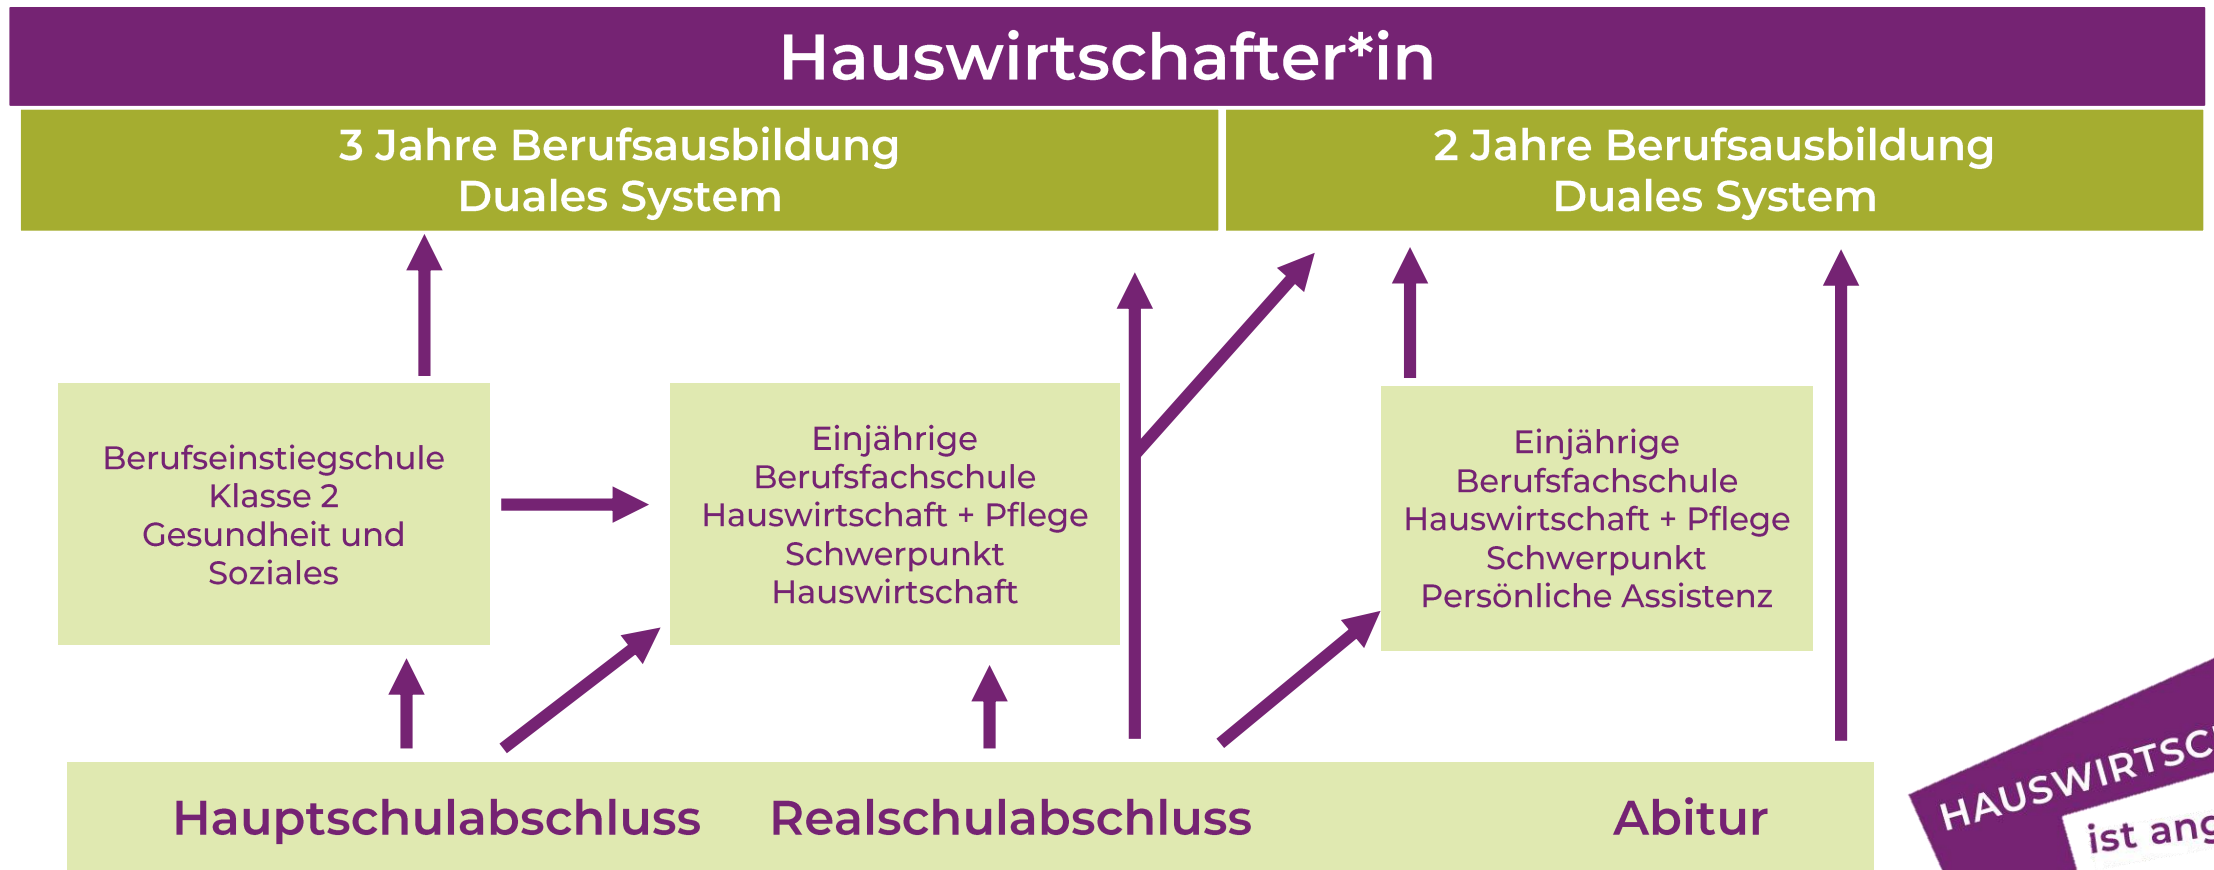 Hauswirtschafter*in
3 Jahre Berufsausbildung
Duales System
2 Jahre Berufsausbildung
Duales System
Berufseinstiegschule
Klasse 2
Gesundheit und
Soziales
Einjährige
Berufsfachschule
Hauswirtschaft + Pflege
Schwerpunkt
Hauswirtschaft
Einjährige
Berufsfachschule
Hauswirtschaft + Pflege
Schwerpunkt
Persönliche Assistenz
Hauptschulabschluss
Realschulabschluss
Abitur
ist